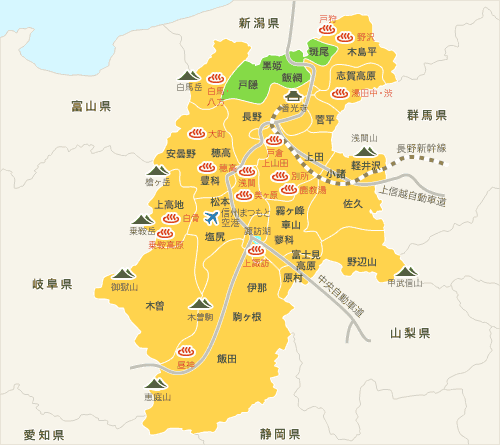 新潟県
戸狩
野沢
斑尾
木島平
黒姫
飯綱
戸隠
志賀高原
白馬岳
白馬
八方
湯田中・渋
富山県
善光寺
群馬県
長野
菅平
大町
浅間山
長野新幹線
戸倉
上山田
安曇野
穂高
上田
軽井沢
穂高
別所
小諸
槍ヶ岳
豊科
浅間
鹿教湯
上信越自動車道
美ヶ原
松本
佐久
上高地
白骨
信州まつもと
空港
霧ヶ峰
車山
蓼科
乗鞍岳
乗鞍高原
塩尻
諏訪湖
上諏訪
富士見
高原
野辺山
御嶽山
原村
甲武信山
岐阜県
伊那
中央自動車道
木曽
木曽駒
駒ヶ根
山梨県
昼神
飯田
恵庭山
愛知県
静岡県